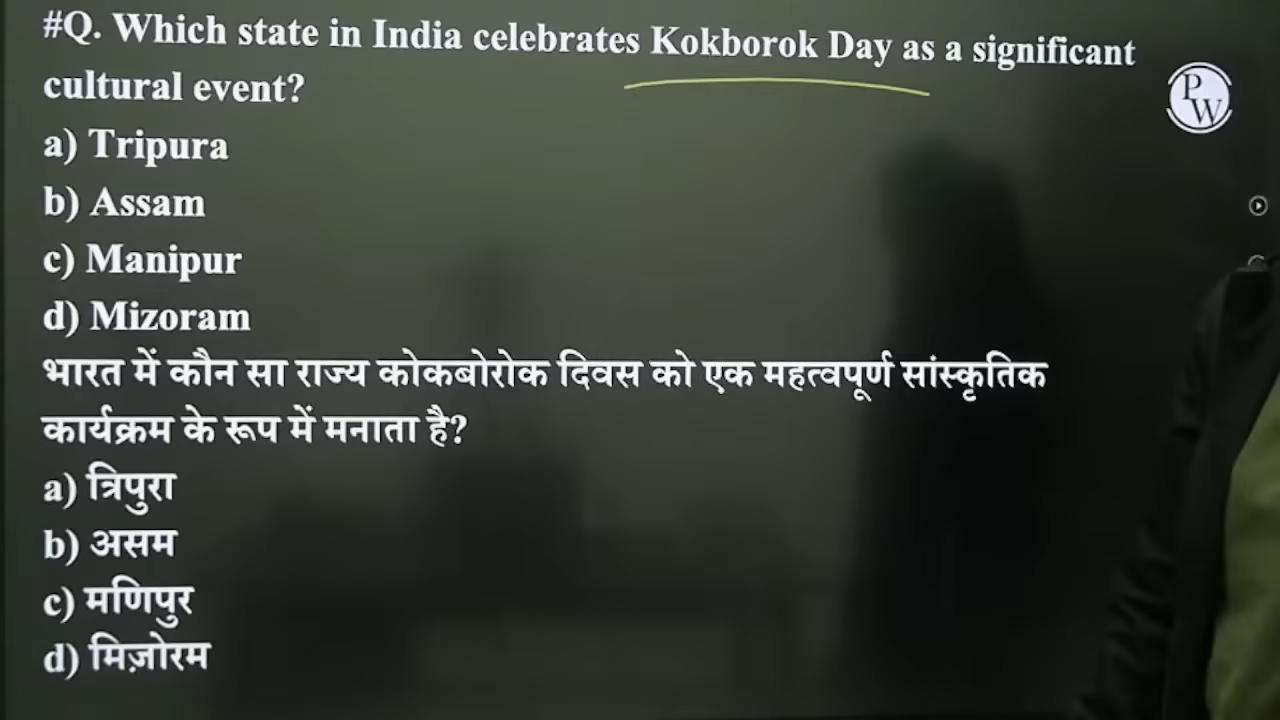 #Q. Which state in India celebrates Kokborok Day as a significant
cultural event?
a) Tripura
b) Assam
c) Manipur
d) Mizoram
भारत में कौन सा राज्य कोकबोरोक दिवस को एक महत्वपूर्ण सांस्कृतिक
कार्यक्रम के रूप में मनाता है?
a) त्रिपुरा
b) असम
c) मणिपुर
d) मिज़ोरम
PW